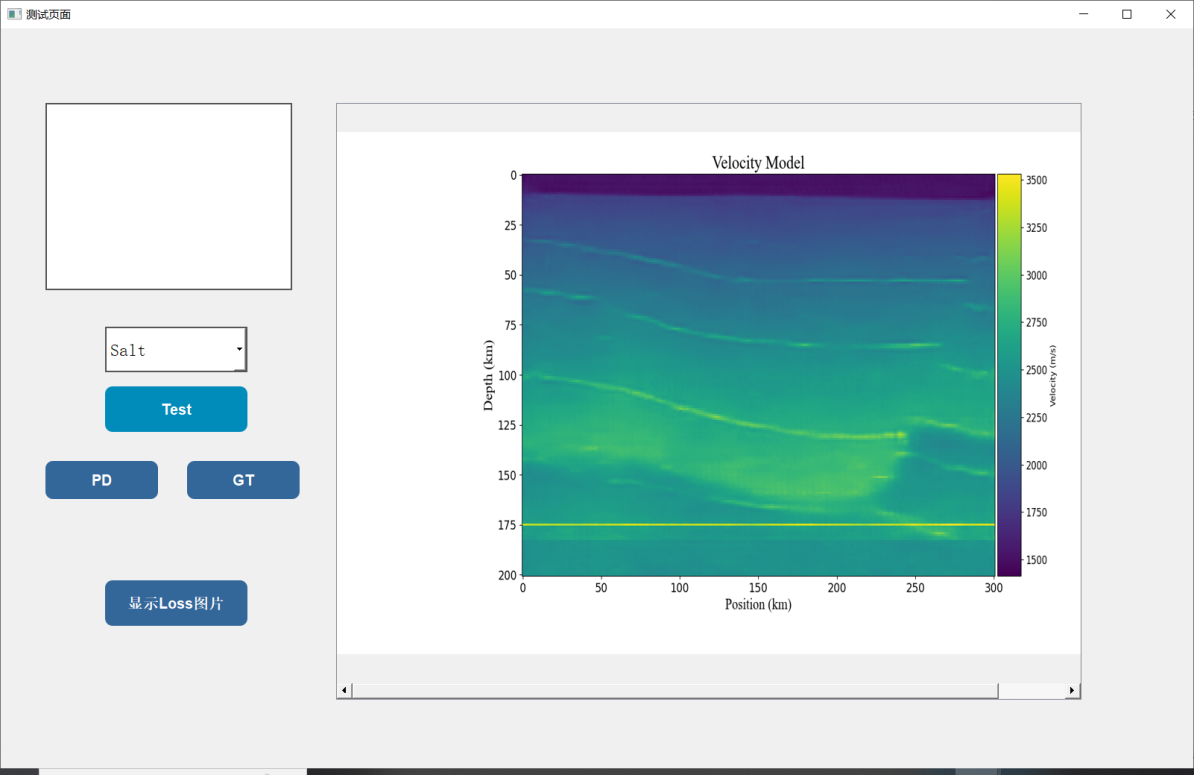 测试页面
Salt
Test
PD
GT
显示Loss图片
Velocity Model
0
25
50
75
100
125
150
175
200
Depth (km)
0
50
100
150
200
250
300
Position (km)
3500
3250
3000
2750
2500
2250
2000
1750
1500
Velocity (m/s)